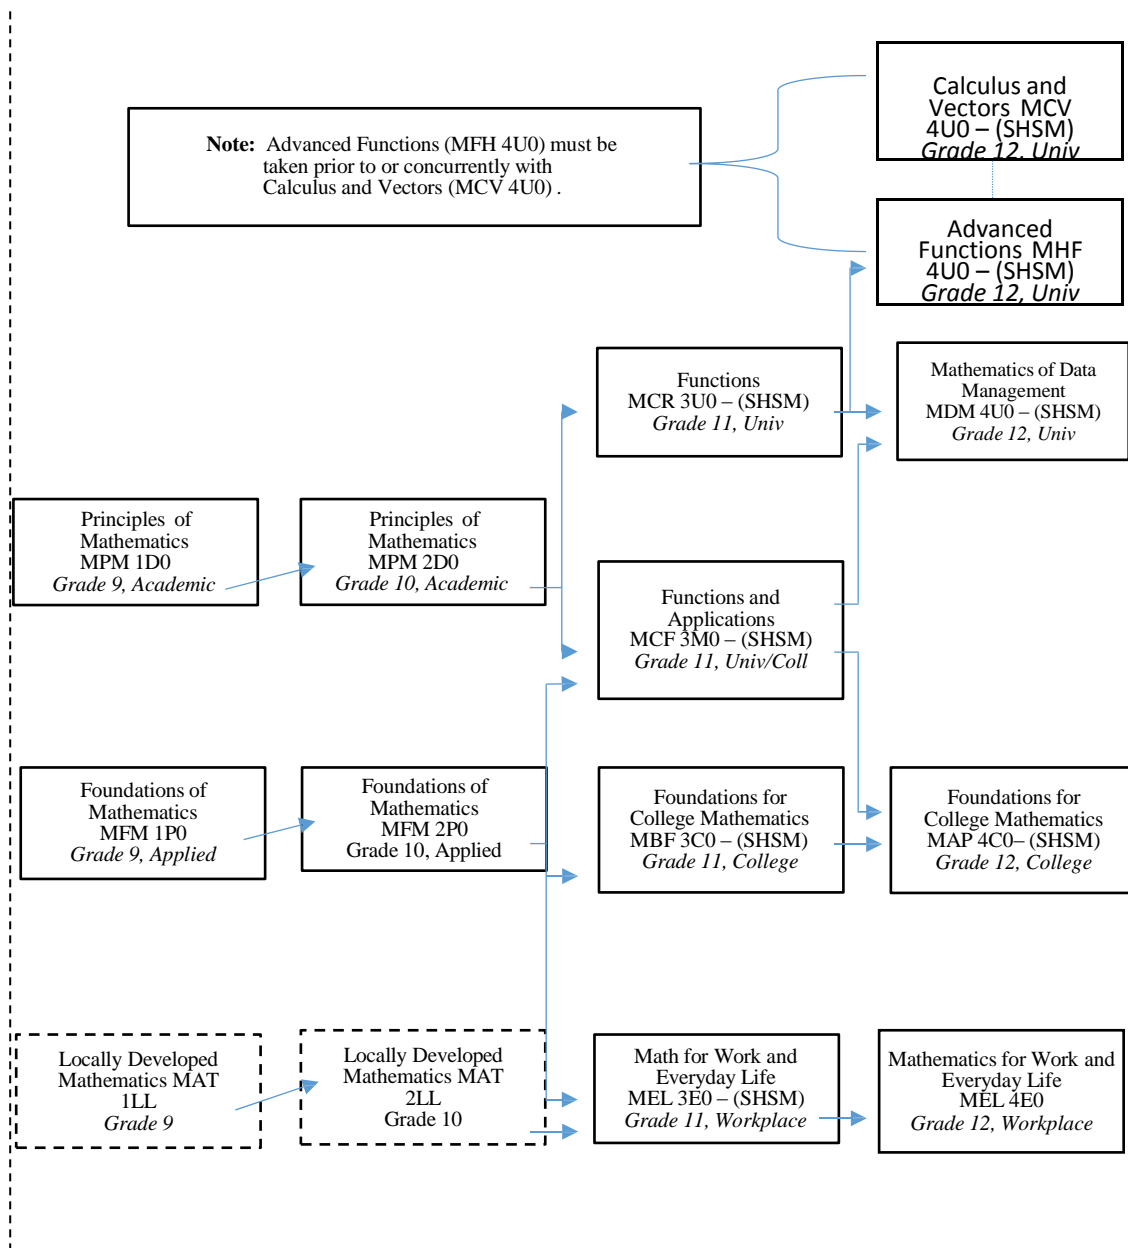 Calculus and
Vectors MCV
4U0 – (SHSM)
Grade 12, Univ
Note: Advanced Functions (MFH 4U0) must be
taken prior to or concurrently with
Calculus and Vectors (MCV 4U0) .
Advanced
Functions MHF
4U0 – (SHSM)
Grade 12, Univ
Functions
MCR 3U0 – (SHSM)
Grade 11, Univ
Mathematics of Data
Management
MDM 4U0 – (SHSM)
Grade 12, Univ
Principles of
Mathematics
MPM 1D0
Grade 9, Academic
Principles of
Mathematics
MPM 2D0
Grade 10, Academic
Functions and
Applications
MCF 3M0 – (SHSM)
Grade 11, Univ/Coll
Foundations of
Mathematics
MFM 1P0
Grade 9, Applied
Foundations of
Mathematics
MFM 2P0
Grade 10, Applied
Foundations for
College Mathematics
MBF 3C0 – (SHSM)
Grade 11, College
Foundations for
College Mathematics
MAP 4C0– (SHSM)
Grade 12, College
Locally Developed
Mathematics MAT
1LL
Grade 9
Locally Developed
Mathematics MAT
2LL
Grade 10
Math for Work and
Everyday Life
MEL 3E0 – (SHSM)
Grade 11, Workplace
Mathematics for Work and
Everyday Life
MEL 4E0
Grade 12, Workplace